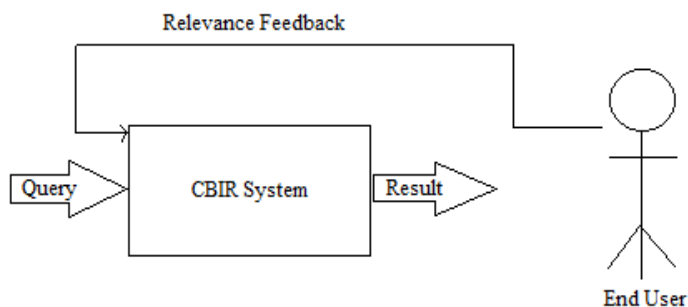 Relevance Feedback
Query
CBIR System
Result
End User